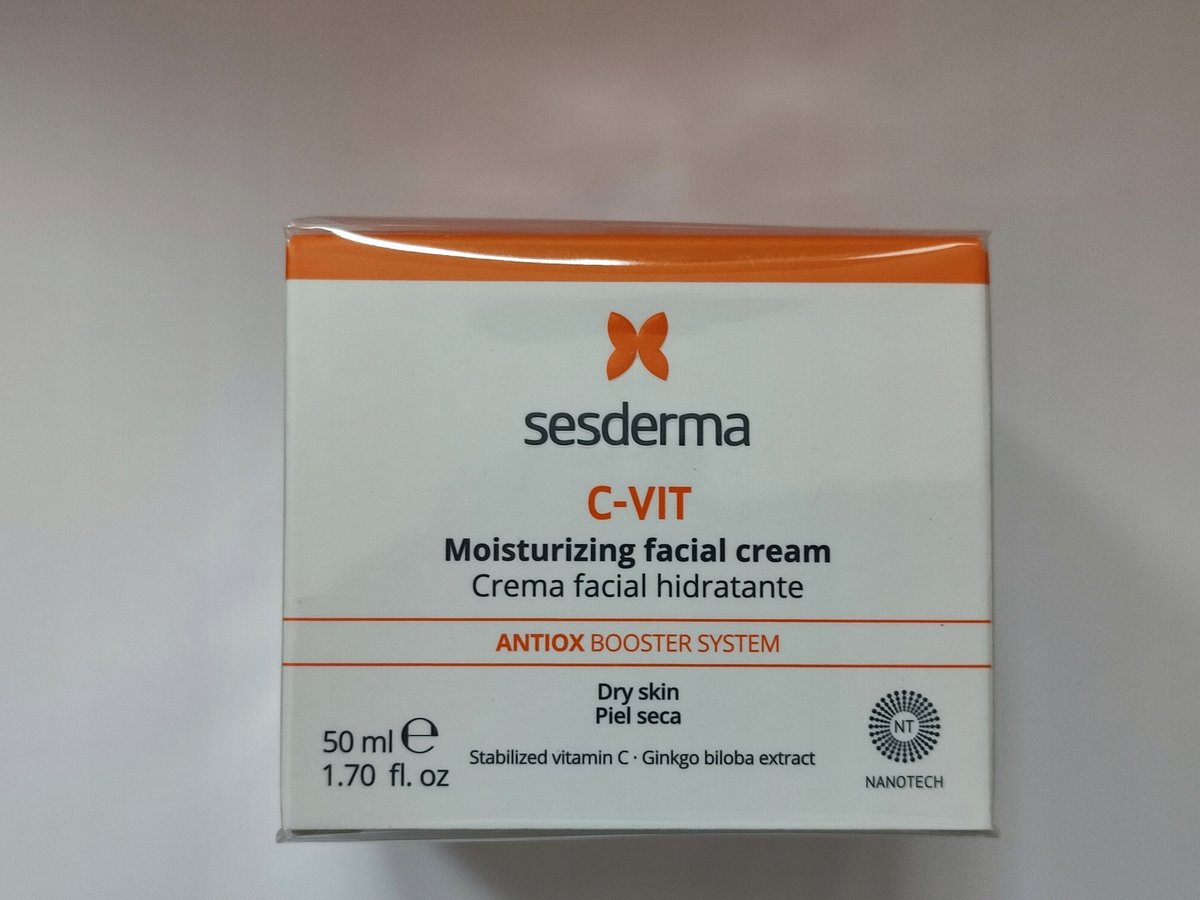 sesderma
C-VIT
Moisturizing facial cream
Crema facial hidratante
ANTIOX BOOSTER SYSTEM
Dry skin
Piel seca
Stabilized vitamin C · Ginkgo biloba extract
50 ml ℮
1.70 fl. oz
NT
NANOTECH